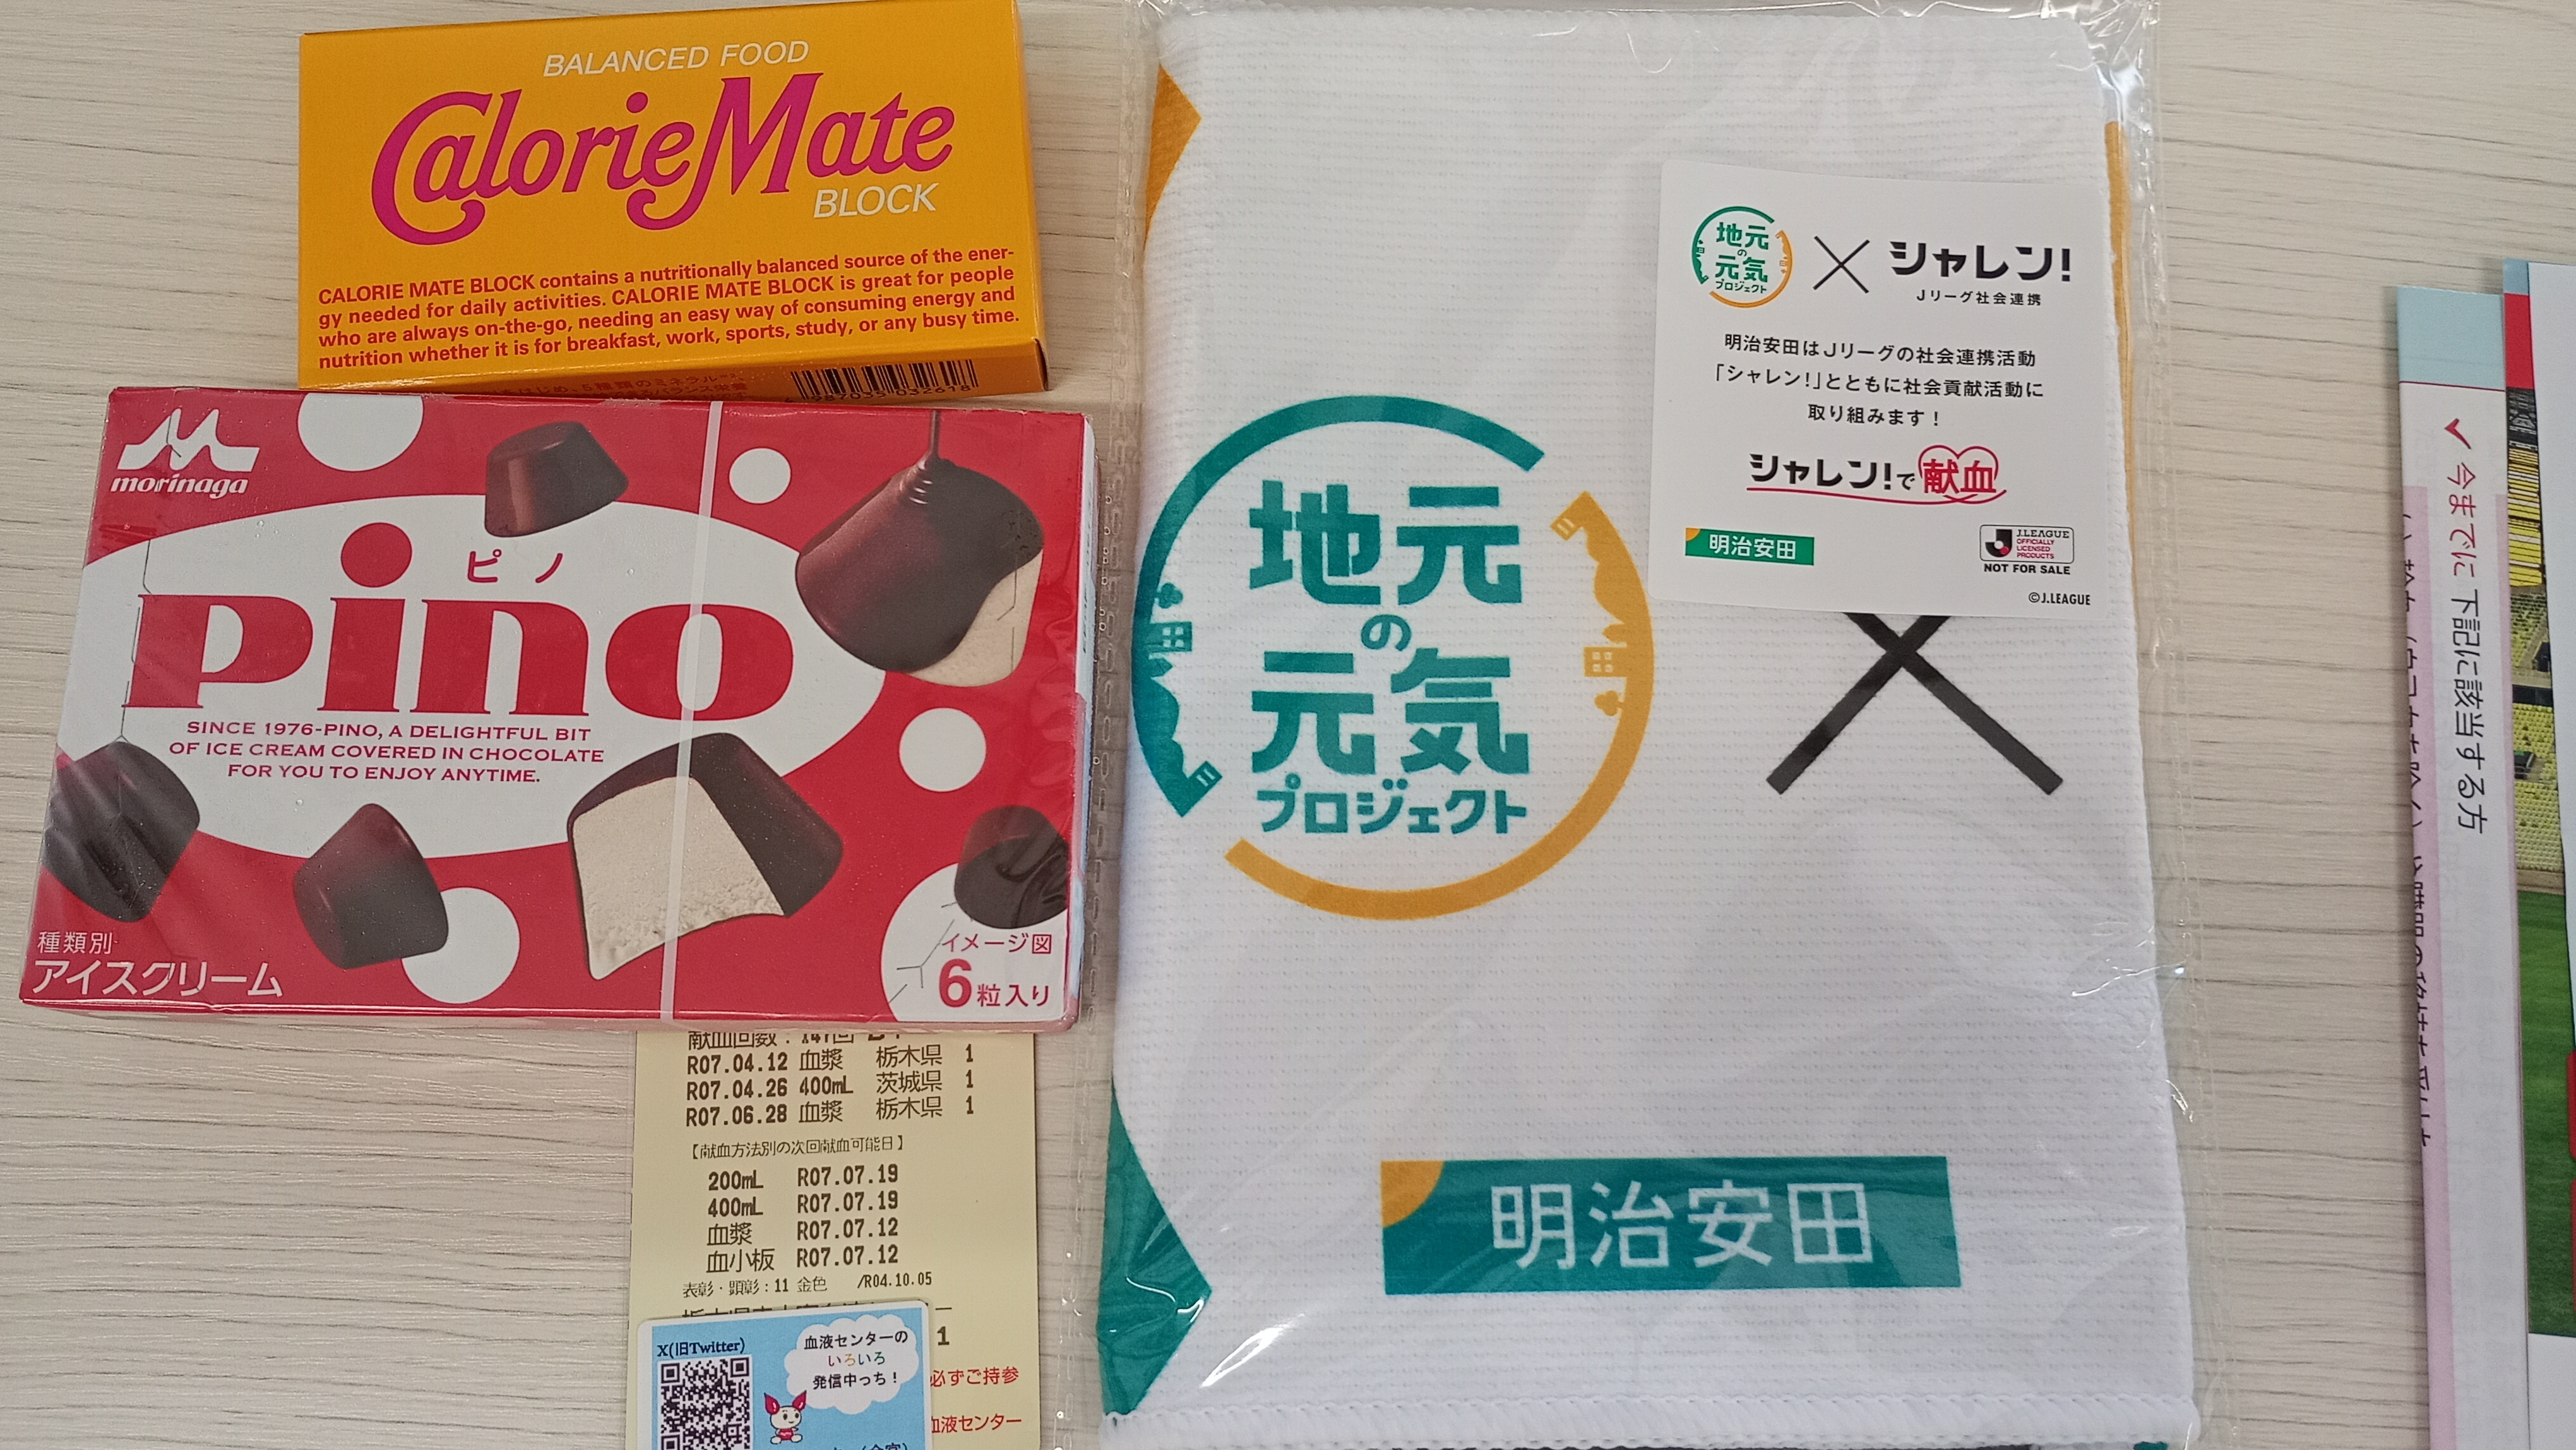 BALANCED FOOD
CalorieMate
BLOCK
CALORIE MATE BLOCK contains a nutritionally balanced source of the ener-
gy needed for daily activities. CALORIE MATE BLOCK is great for people
who are always on-the-go, needing an easy way of consuming energy and
nutrition whether it is for breakfast, work, sports, study, or any busy time.
morinaga
ピノ
pino
SINCE 1976-PINO, A DELIGHTFUL BIT
OF ICE CREAM COVERED IN CHOCOLATE
FOR YOU TO ENJOY ANYTIME.
種類別
アイスクリーム
イメージ図
6粒入り
献血回数:147回
R07.04.12 血漿 栃木県 1
R07.04.26 400mL 茨城県 1
R07.06.28 血漿 栃木県 1
【献血方法別の次回献血可能日】
200mL R07.07.19
400mL R07.07.19
血漿 R07.07.12
血小板 R07.07.12
表彰・顕彰:11 金色 /R04.10.05
1
必ずご持参
血液センター
X(旧Twitter)
血液センターの
いろいろ
発信中っち!
地元
の
元気
プロジェクト
×
シャレン!
Jリーグ社会連携
明治安田はJリーグの社会連携活動
「シャレン!」とともに社会貢献活動に
取り組みます!
シャレン!で献血
明治安田
J.LEAGUE
OFFICIALLY
LICENSED
PRODUCTS
NOT FOR SALE
©J.LEAGUE
地元
の
元気
プロジェクト
×
明治安田
今までに下記に該当する方